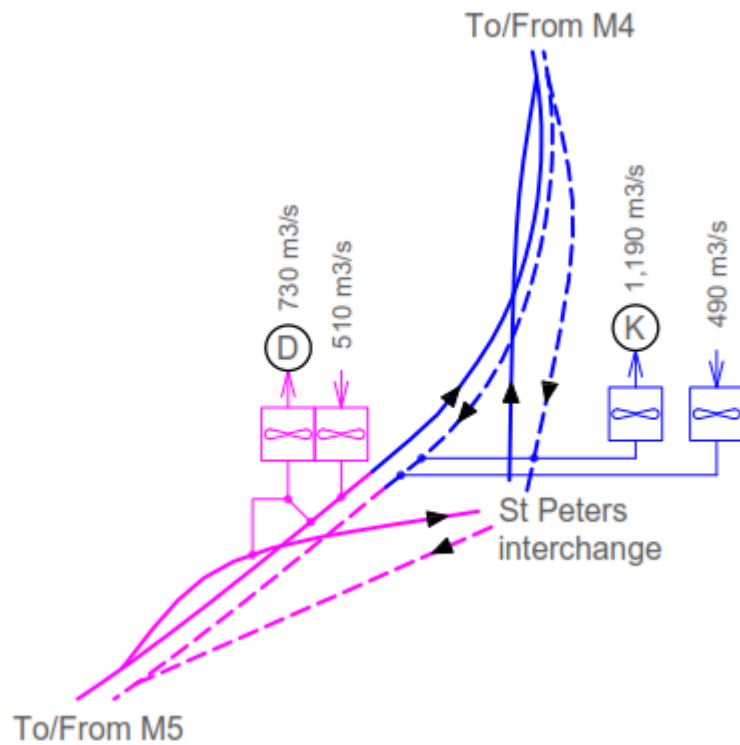 To/From M4
730 m3/s
510 m3/s
1,190 m3/s
490 m3/s
D
K
St Peters
interchange
To/From M5